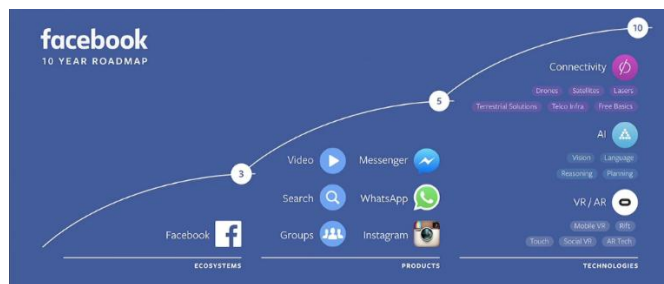 facebook
10 YEAR ROADMAP
3
5
10
Facebook
ECOSYSTEMS
Video
Messenger
Search
WhatsApp
Groups
Instagram
PRODUCTS
Connectivity
Drones Satellites Lasers
Terrestrial Solutions Telco Infra Free Basics
AI
Vision Language
Reasoning Planning
VR / AR
Mobile VR Rift
Touch Social VR AR Tech
TECHNOLOGIES